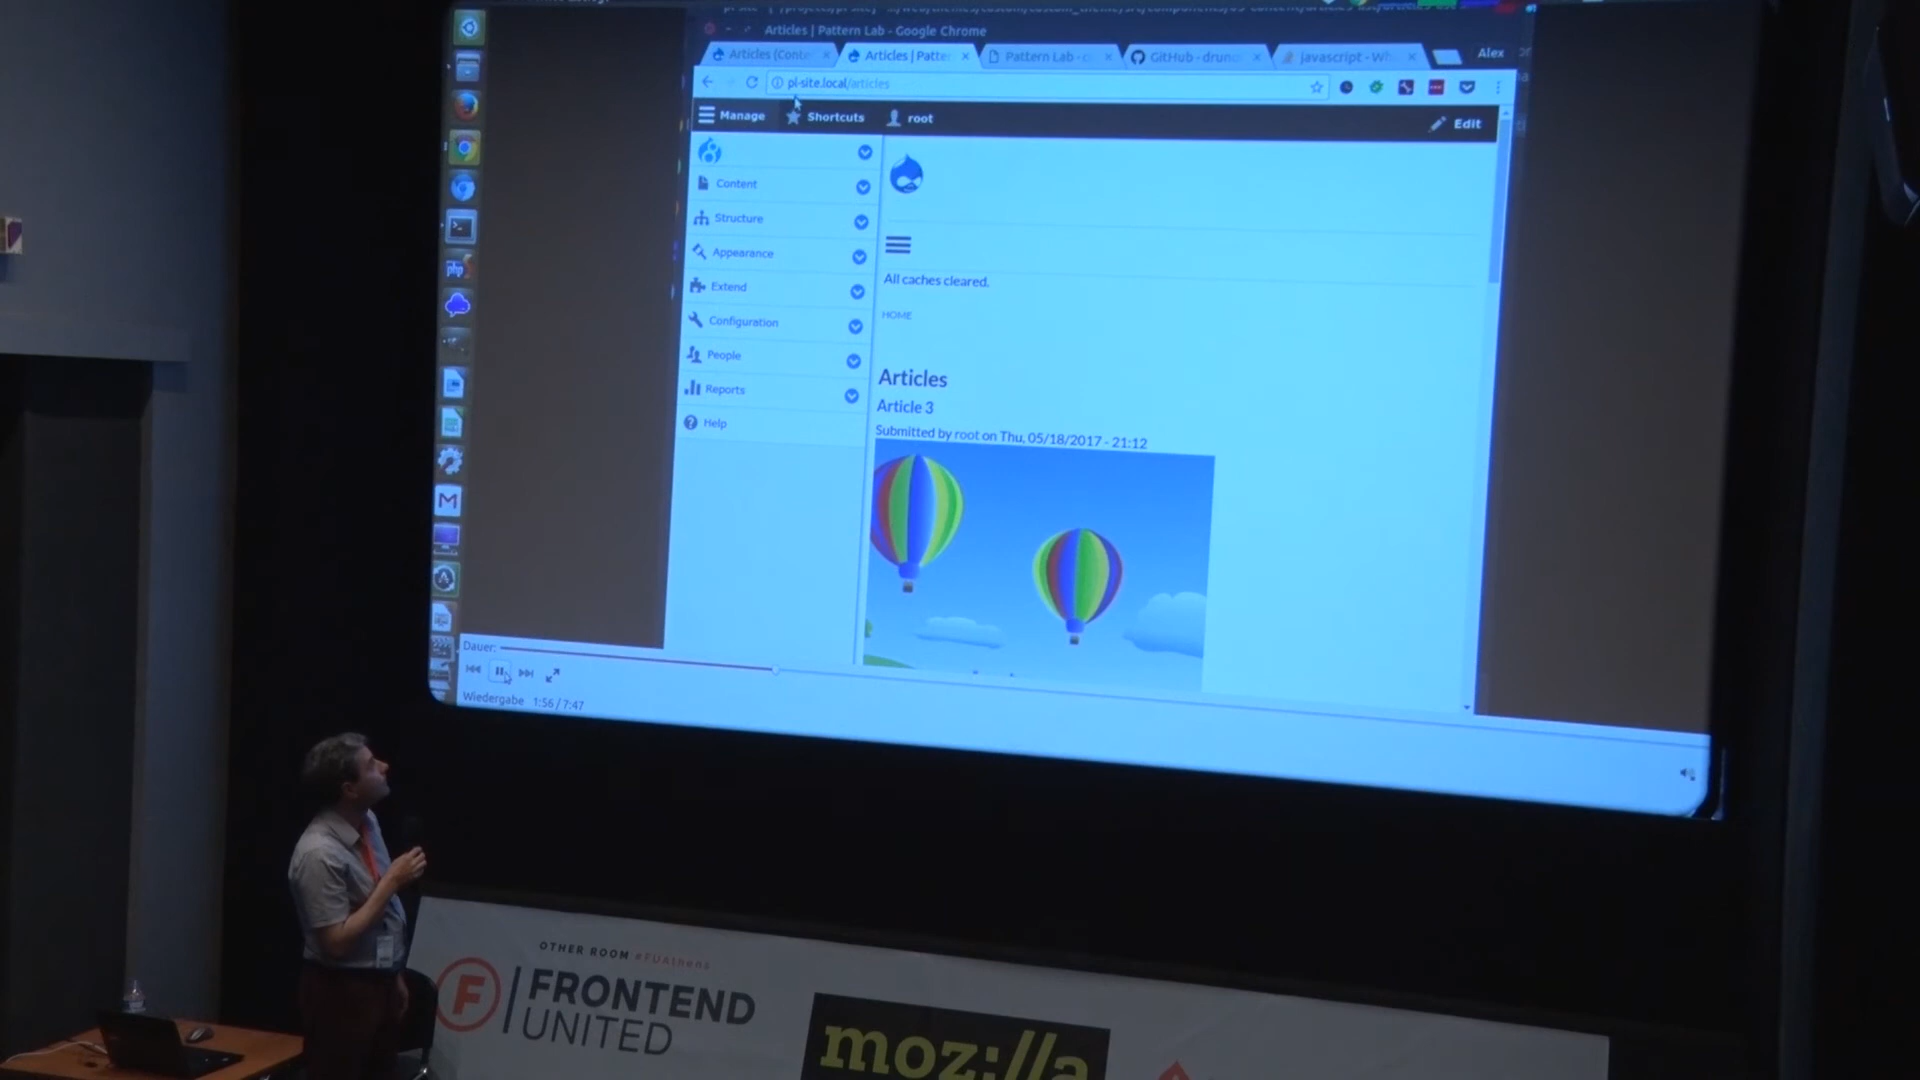 Articles | Pattern Lab - Google Chrome
Articles (Conte
Articles | Patte
Pattern Lab - c
GitHub - drun
javascript - Wh
Alex
pl-site.local/articles
Manage
Shortcuts
root
Edit
Content
Structure
Appearance
Extend
Configuration
People
Reports
Help
All caches cleared.
HOME
Articles
Article 3
Submitted by root on Thu, 05/18/2017 - 21:12
Dauer:
Wiedergabe 1:56 / 7:47
OTHER ROOM #FUAthens
F FRONTEND
UNITED
moz://a